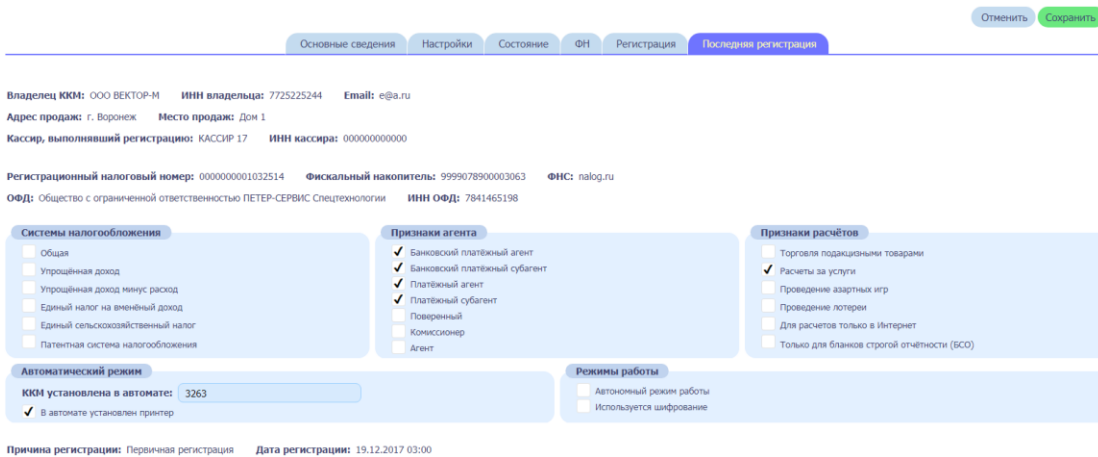 Отменить Сохранить
Основные сведения Настройки Состояние ФН Регистрация Последняя регистрация
Владелец ККМ: ООО ВЕКТОР-М ИНН владельца: 7725225244 Email: e@a.ru
Адрес продаж: г. Воронеж Место продаж: Дом 1
Кассир, выполнявший регистрацию: КАССИР 17 ИНН кассира: 000000000000
Регистрационный налоговый номер: 0000000001032514 Фискальный накопитель: 9999078900003063 ФНС: nalog.ru
ОФД: Общество с ограниченной ответственностью ПЕТЕР-СЕРВИС Спецтехнологии ИНН ОФД: 7841465198
Системы налогообложения
Общая
Упрощённая доход
Упрощённая доход минус расход
Единый налог на вменёный доход
Единый сельскохозяйственный налог
Патентная система налогообложения
Признаки агента
Банковский платёжный агент
Банковский платёжный субагент
Платёжный агент
Платёжный субагент
Поверенный
Комиссионер
Агент
Признаки расчётов
Торговля подакцизными товарами
Расчеты за услуги
Проведение азартных игр
Проведение лотереи
Для расчетов только в Интернет
Только для бланков строгой отчётности (БСО)
Автоматический режим
ККМ установлена в автомате: 3263
В автомате установлен принтер
Режимы работы
Автономный режим работы
Используется шифрование
Причина регистрации: Первичная регистрация Дата регистрации: 19.12.2017 03:00